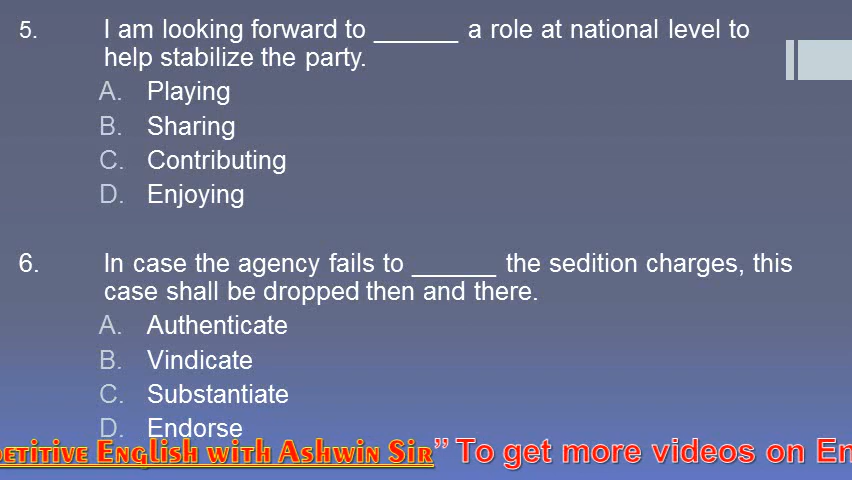 5. I am looking forward to ______ a role at national level to
help stabilize the party.
A. Playing
B. Sharing
C. Contributing
D. Enjoying
6. In case the agency fails to ______ the sedition charges, this
case shall be dropped then and there.
A. Authenticate
B. Vindicate
C. Substantiate
D. Endorse
English with Ashwin Sir” To get more videos on